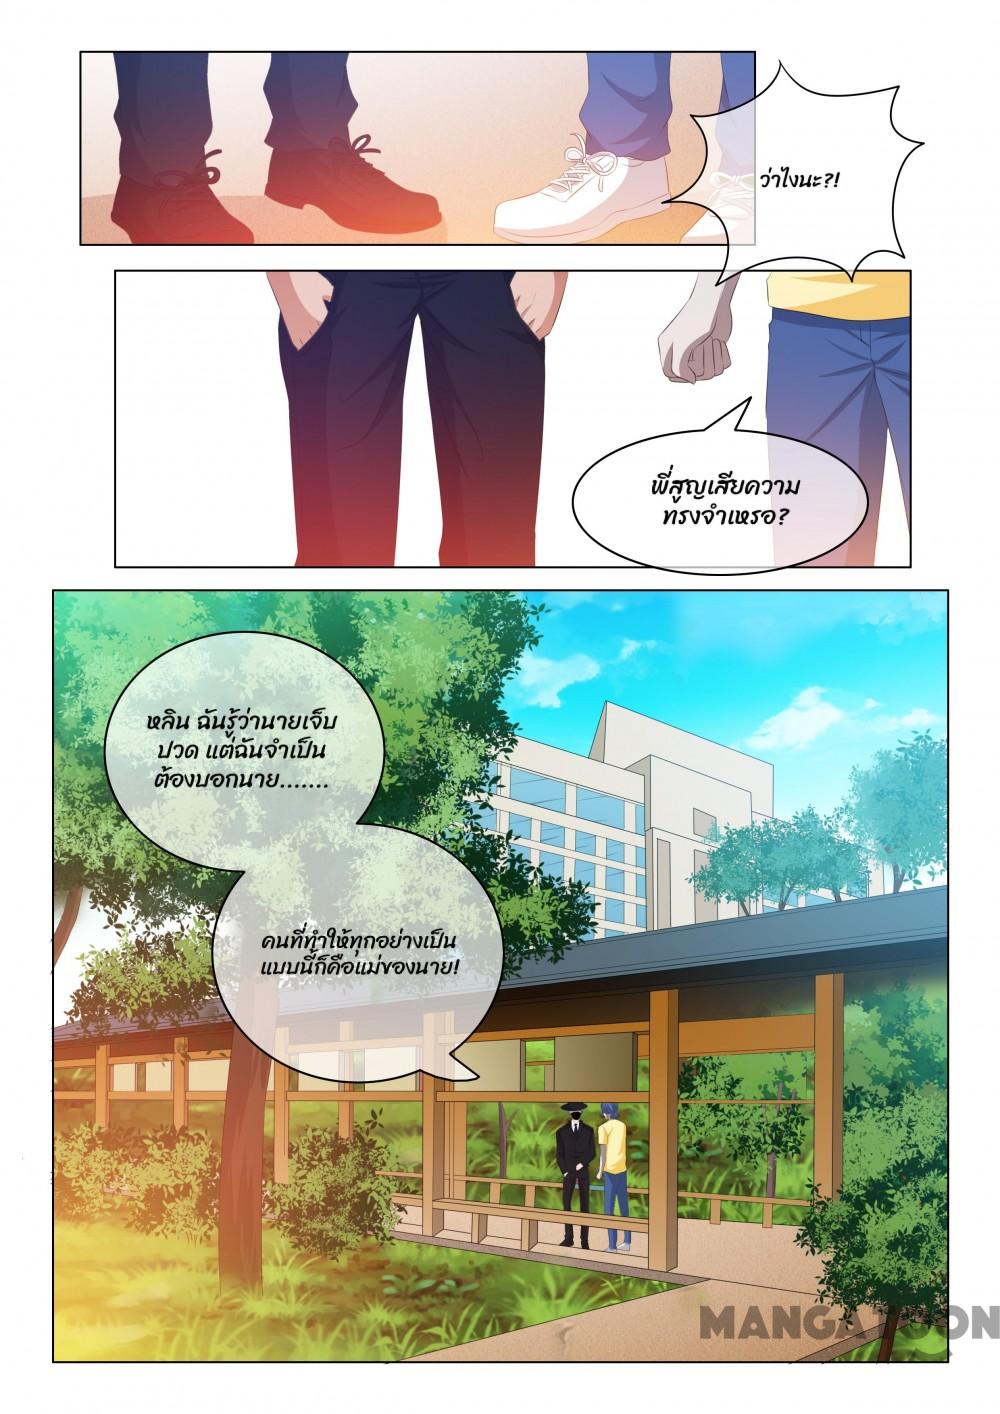 ว่าไงนะ?!
พี่สูญเสียความ
ทรงจำเหรอ?
หลิน ฉันรู้ว่านายเจ็บ
ปวด แต่ฉันจำเป็น
ต้องบอกนาย.......
คนที่ทำให้ทุกอย่างเป็น
แบบนี้ก็คือแม่ของนาย!
MANGATOON